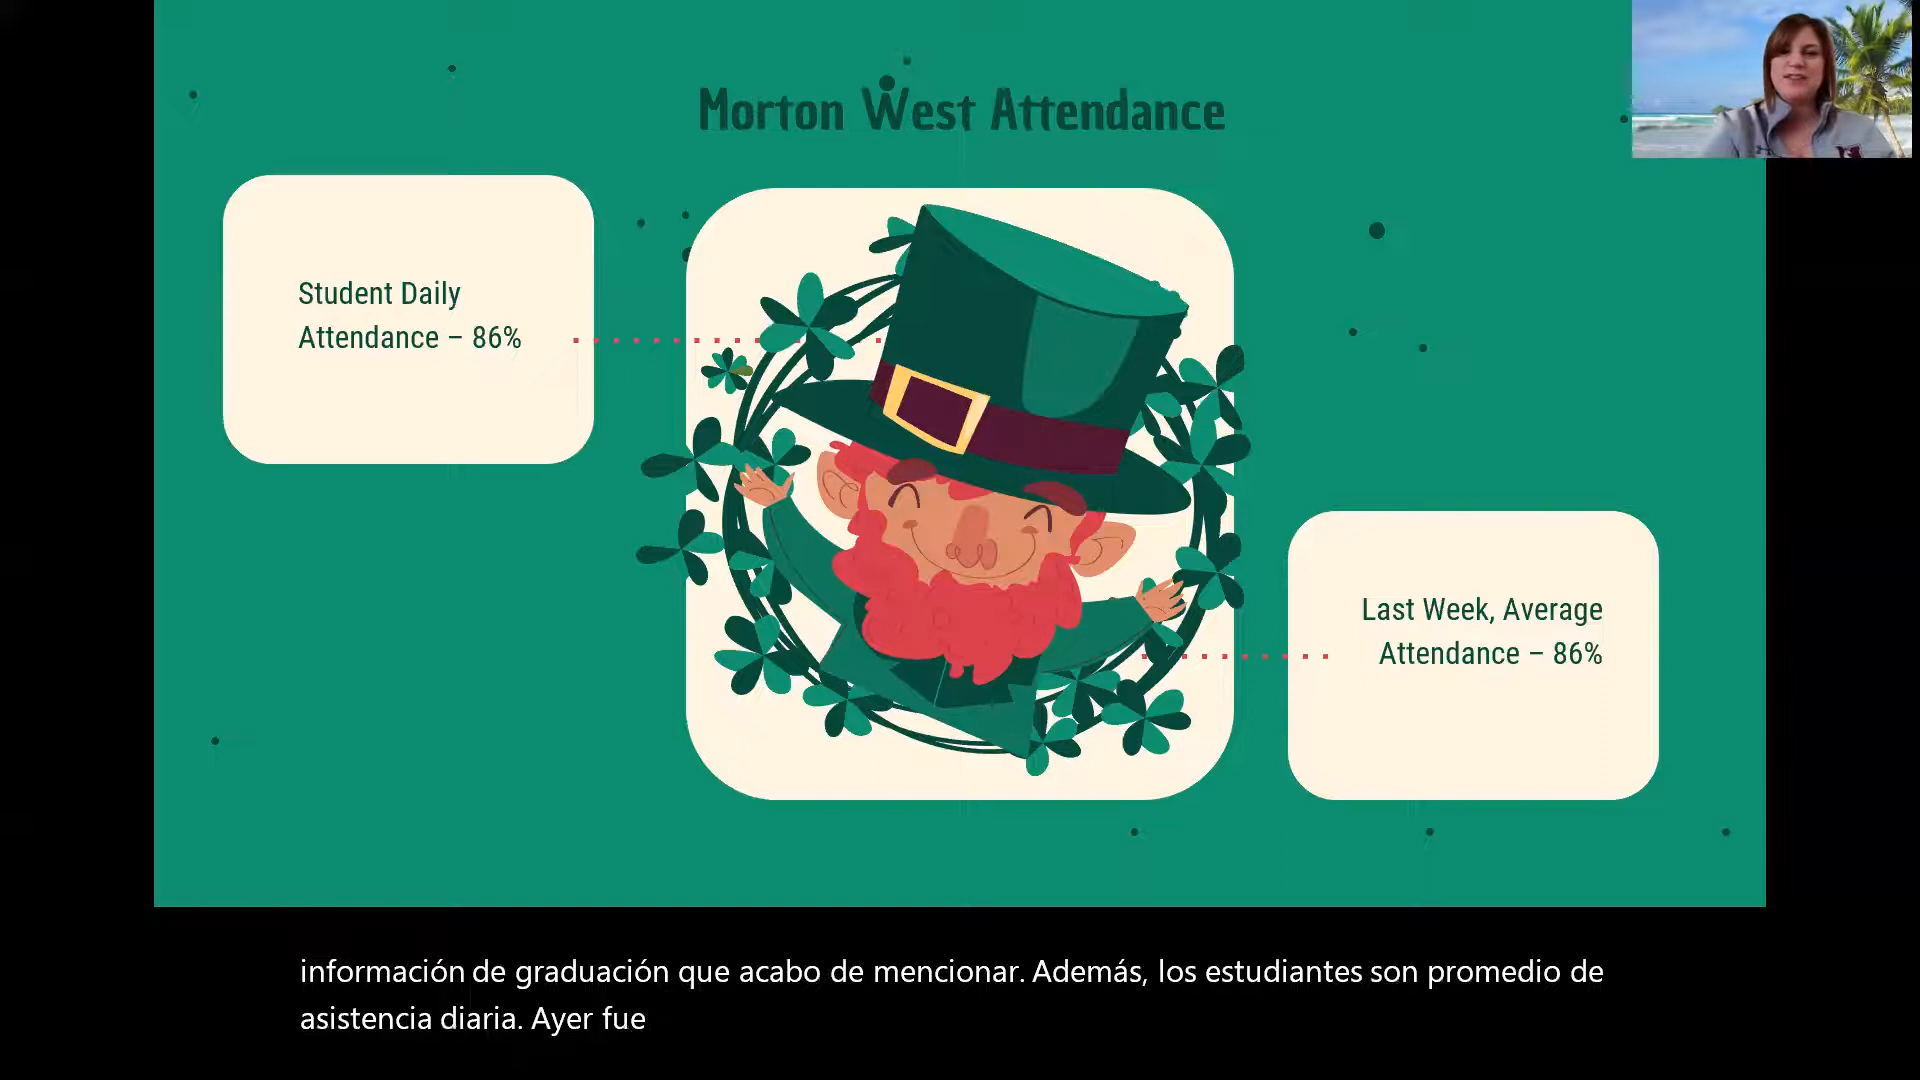 Morton West Attendance
Student Daily
Attendance – 86%
Last Week, Average
Attendance – 86%
información de graduación que acabo de mencionar. Además, los estudiantes son promedio de
asistencia diaria. Ayer fue